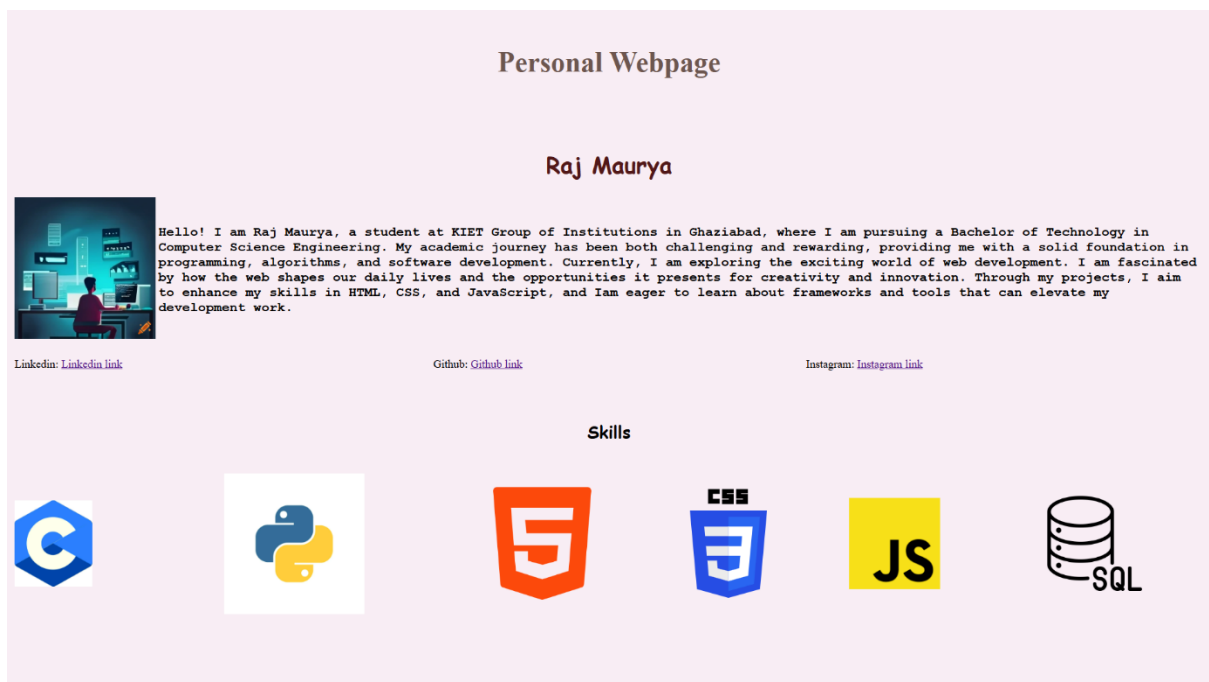 Personal Webpage
Raj Maurya
Hello! I am Raj Maurya, a student at KIET Group of Institutions in Ghaziabad, where I am pursuing a Bachelor of Technology in
Computer Science Engineering. My academic journey has been both challenging and rewarding, providing me with a solid foundation in
programming, algorithms, and software development. Currently, I am exploring the exciting world of web development. I am fascinated
by how the web shapes our daily lives and the opportunities it presents for creativity and innovation. Through my projects, I aim
to enhance my skills in HTML, CSS, and JavaScript, and Iam eager to learn about frameworks and tools that can elevate my
development work.
Linkedin: Linkedin link Github: Github link Instagram: Instagram link
Skills
C 5 CSS 3 JS SQL